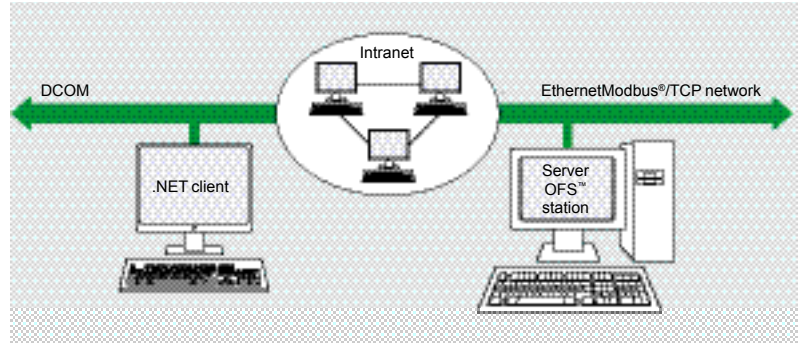 Intranet
DCOM
EthernetModbus®/TCP network
.NET client
Server
OFS™
station